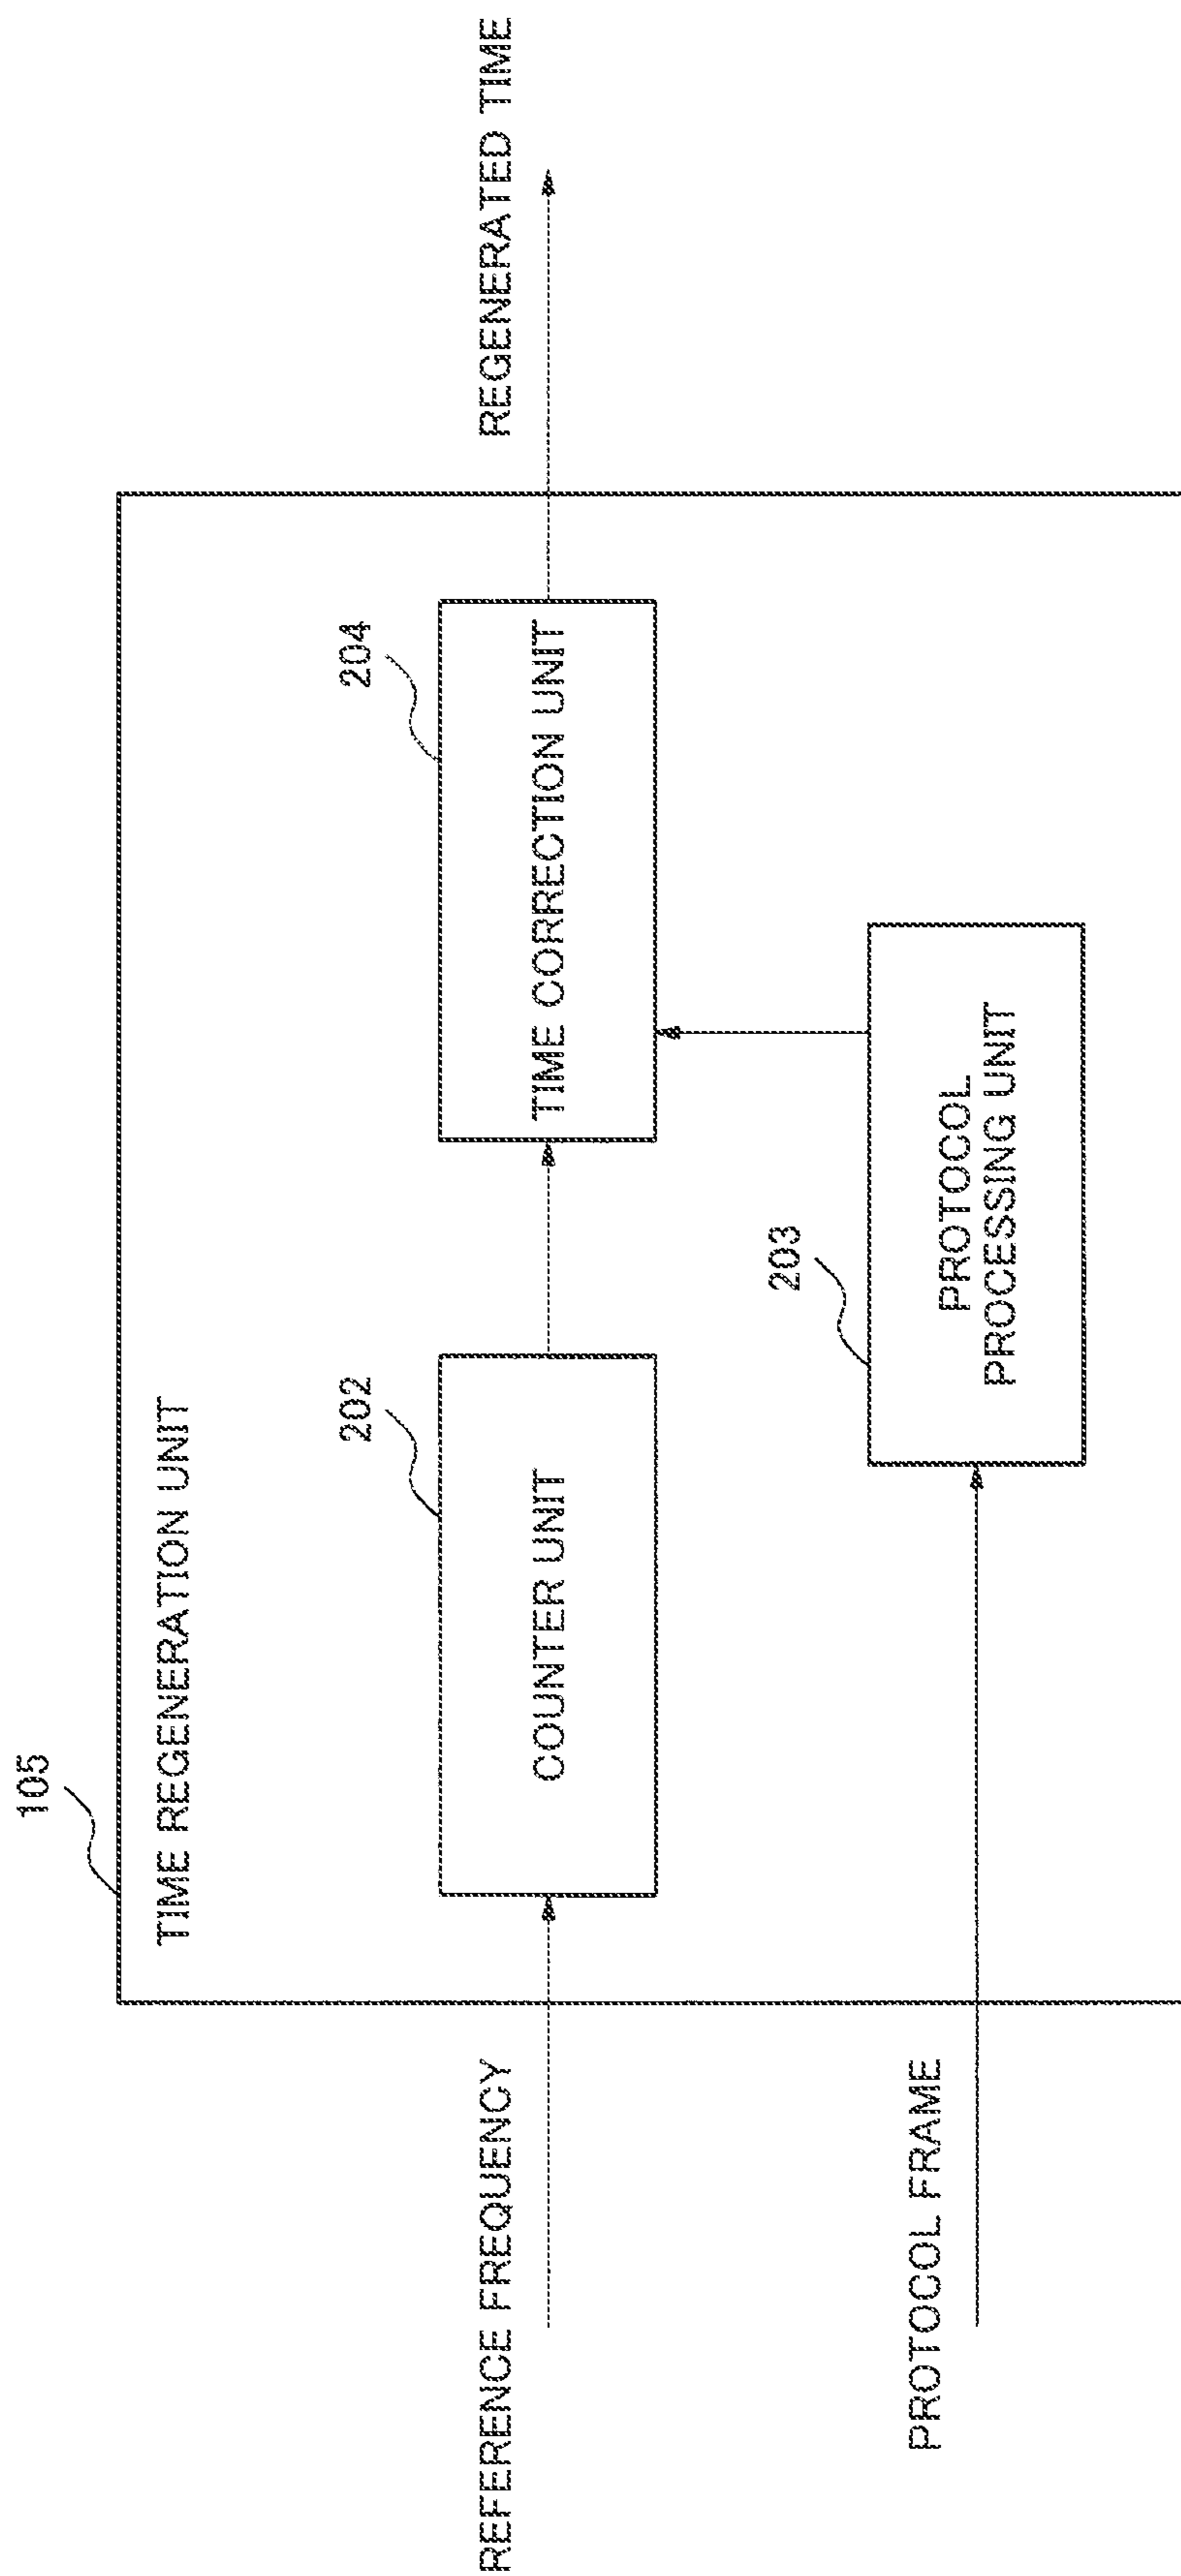 105
TIME REGENERATION UNIT
REFERENCE FREQUENCY
202
COUNTER UNIT
204
TIME CORRECTION UNIT
REGENERATED TIME
PROTOCOL FRAME
203
PROTOCOL
PROCESSING UNIT